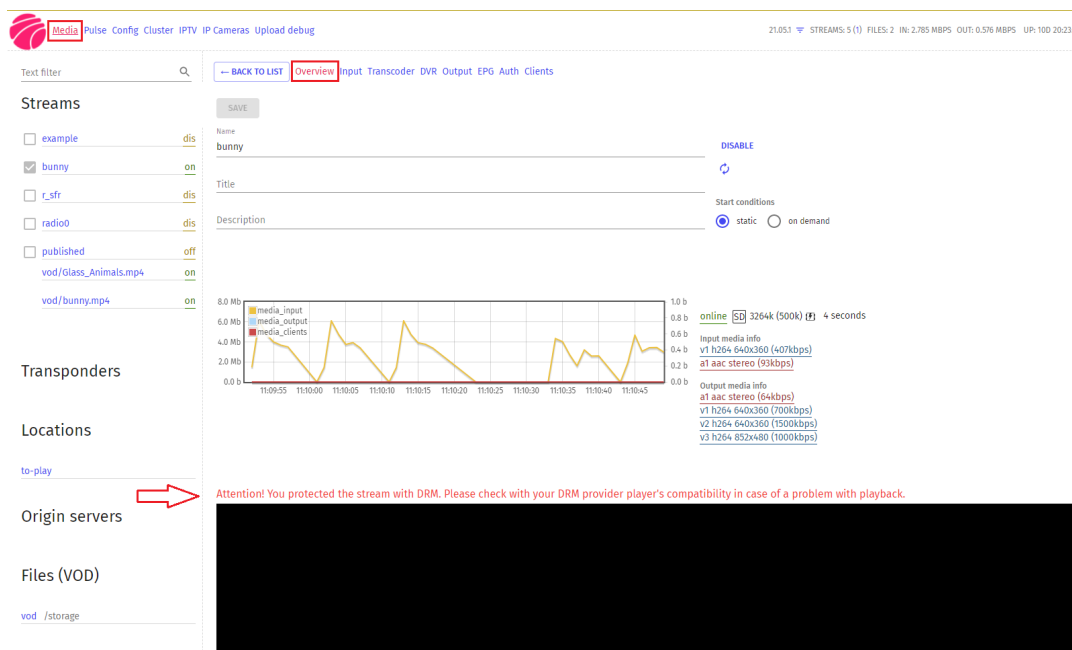 Media Pulse Config Cluster IPTV IP Cameras Upload debug
21.05.1 STREAMS: 5 (1) FILES: 2 IN: 2.785 MBPS OUT: 0.576 MBPS UP: 10D 20:23
Text filter
← BACK TO LIST Overview Input Transcoder DVR Output EPG Auth Clients
Streams
SAVE
example dis
bunny on
r_sfr dis
radio0 dis
published off
vod/Glass_Animals.mp4 on
vod/bunny.mp4 on
Name
bunny
DISABLE
Title
Start conditions
static on demand
Description
8.0 Mb
6.0 Mb
4.0 Mb
2.0 Mb
0.0 b
media_input
media_output
media_clients
1.0 b
0.8 b
0.6 b
0.4 b
0.2 b
0.0 b
11:09:55 11:10:00 11:10:05 11:10:10 11:10:15 11:10:20 11:10:25 11:10:30 11:10:35 11:10:40 11:10:45
online SD 3264k (500k) 4 seconds
Input media info
v1 h264 640x360 (407kbps)
a1 aac stereo (93kbps)
Output media info
a1 aac stereo (64kbps)
v1 h264 640x360 (700kbps)
v2 h264 640x360 (1500kbps)
v3 h264 852x480 (1000kbps)
Transponders
Locations
to-play
Attention! You protected the stream with DRM. Please check with your DRM provider player's compatibility in case of a problem with playback.
Origin servers
Files (VOD)
vod /storage